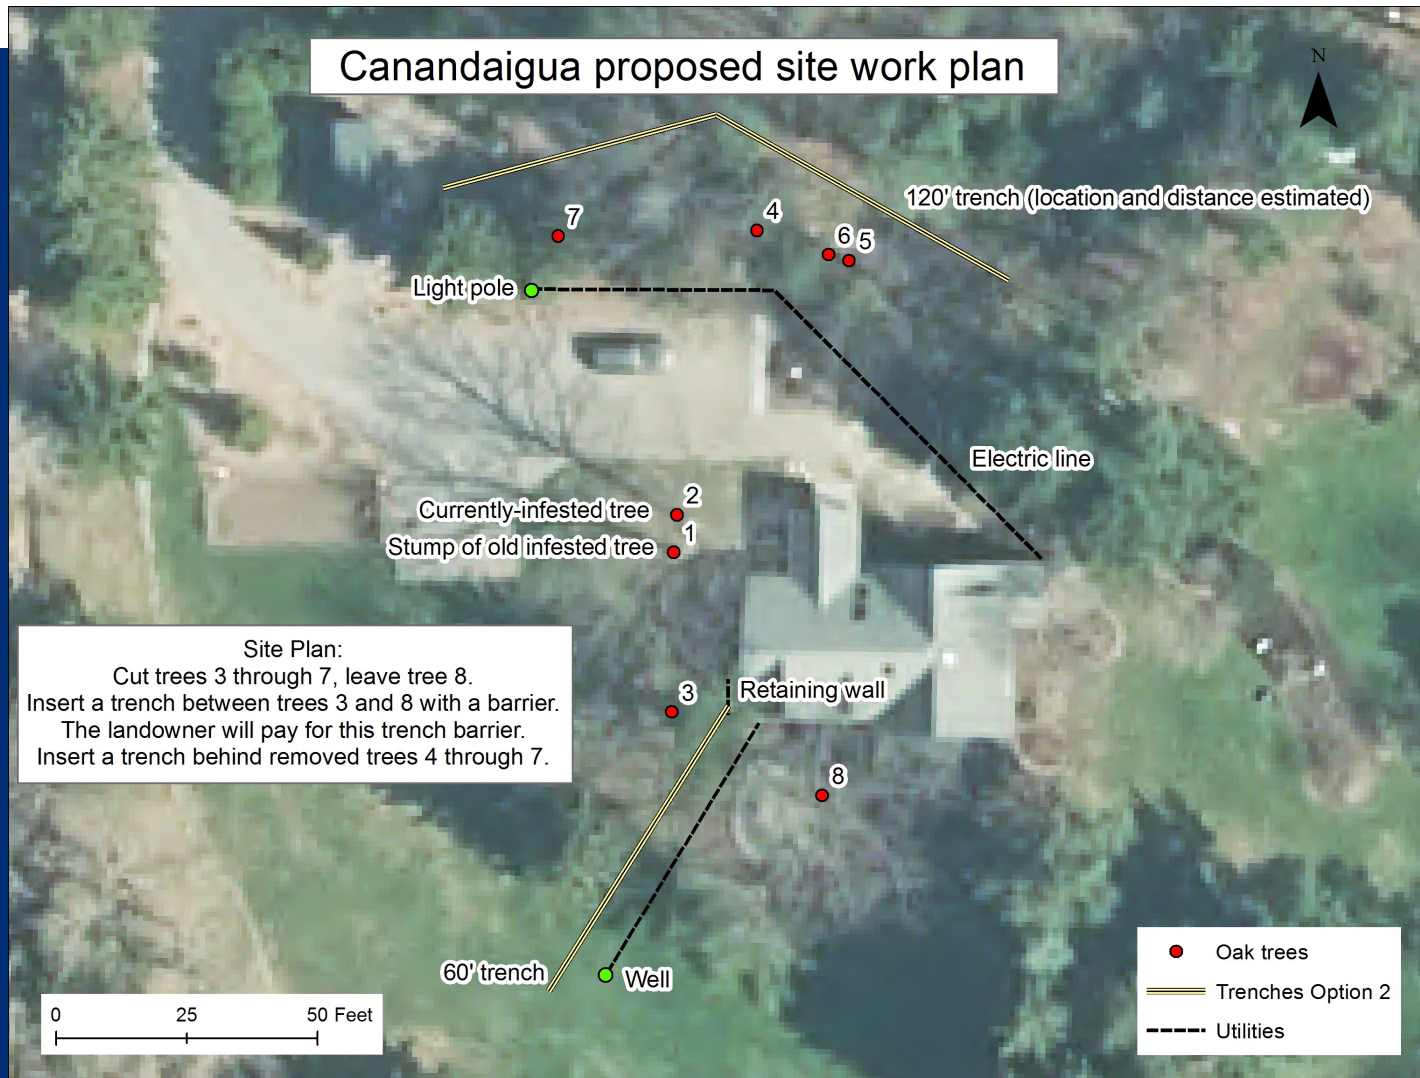 Canandaigua proposed site work plan
N
120' trench (location and distance estimated)
7
4
6
5
Light pole
Electric line
2
Currently-infested tree
1
Stump of old infested tree
Site Plan:
Cut trees 3 through 7, leave tree 8.
Insert a trench between trees 3 and 8 with a barrier.
The landowner will pay for this trench barrier.
Insert a trench behind removed trees 4 through 7.
3
Retaining wall
8
60' trench
Well
0 25 50 Feet
Oak trees
Trenches Option 2
Utilities